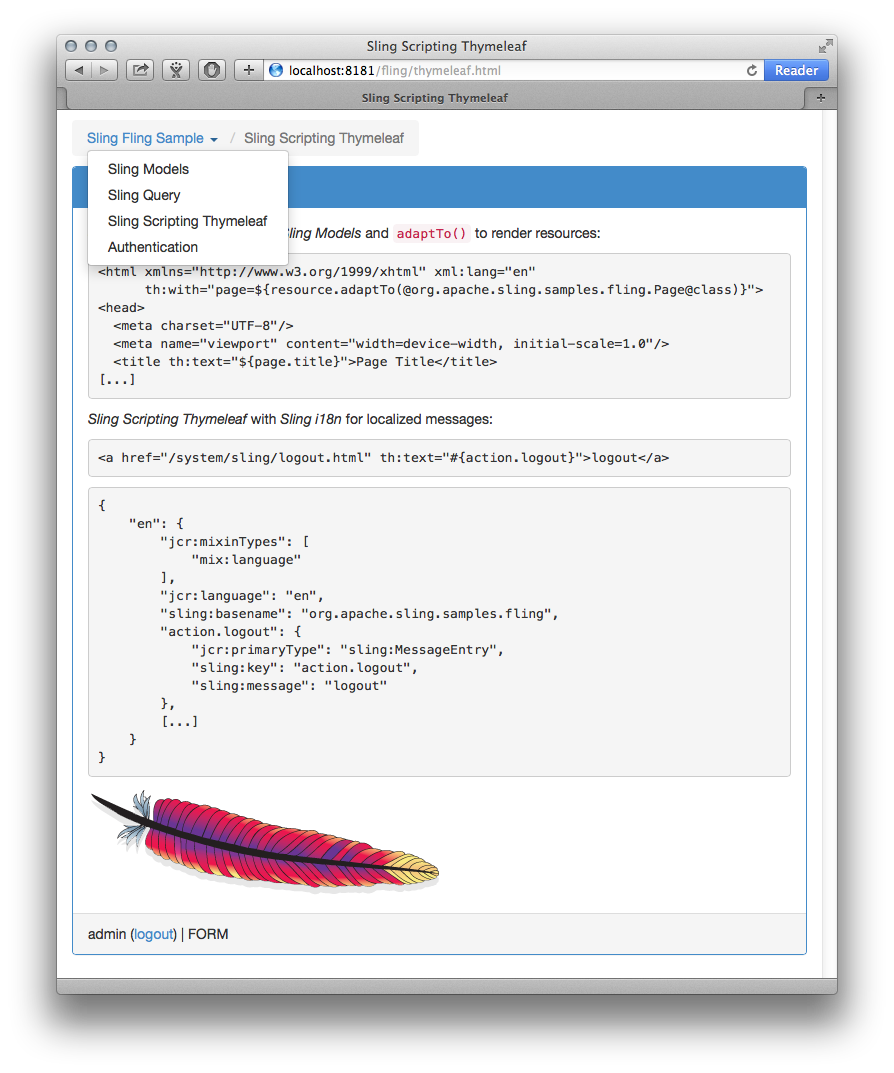 Sling Scripting Thymeleaf
localhost:8181/fling/thymeleaf.html
Reader
Sling Scripting Thymeleaf
Sling Fling Sample / Sling Scripting Thymeleaf
Sling Models
Sling Query
Sling Scripting Thymeleaf
Authentication
Sling Models and adaptTo() to render resources:
<html xmlns="http://www.w3.org/1999/xhtml" xml:lang="en"
      th:with="page=${resource.adaptTo(@org.apache.sling.samples.fling.Page@class)}">
<head>
  <meta charset="UTF-8"/>
  <meta name="viewport" content="width=device-width, initial-scale=1.0"/>
  <title th:text="${page.title}">Page Title</title>
[...]
Sling Scripting Thymeleaf with Sling i18n for localized messages:
<a href="/system/sling/logout.html" th:text="#{action.logout}">logout</a>
{
    "en": {
        "jcr:mixinTypes": [
            "mix:language"
        ],
        "jcr:language": "en",
        "sling:basename": "org.apache.sling.samples.fling",
        "action.logout": {
            "jcr:primaryType": "sling:MessageEntry",
            "sling:key": "action.logout",
            "sling:message": "logout"
        },
        [...]
    }
}
admin (logout) | FORM